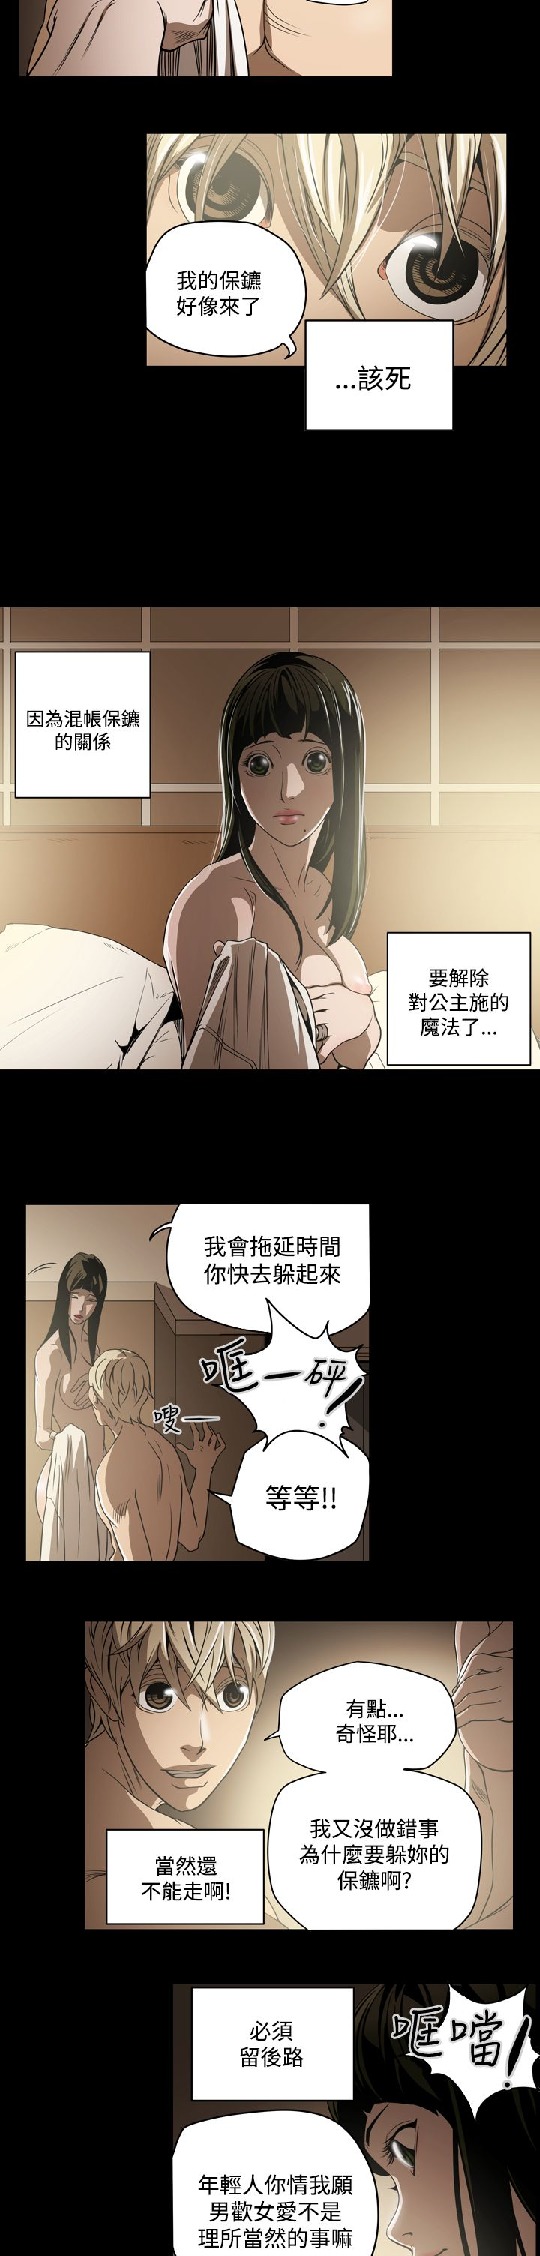 我的保鑣
好像來了
...該死
因為混帳保鑣
的關係
要解除
對公主施的
魔法了...
我會拖延時間
你快去躲起來
哐一砰!
嗖一
等等!!
有點...
奇怪耶...
我又沒做錯事
為什麼要躲妳的
保鑣啊?
當然還
不能走啊!
必須
留後路
哐噹!
年輕人你情我願
男歡女愛不是
理所當然的事嘛